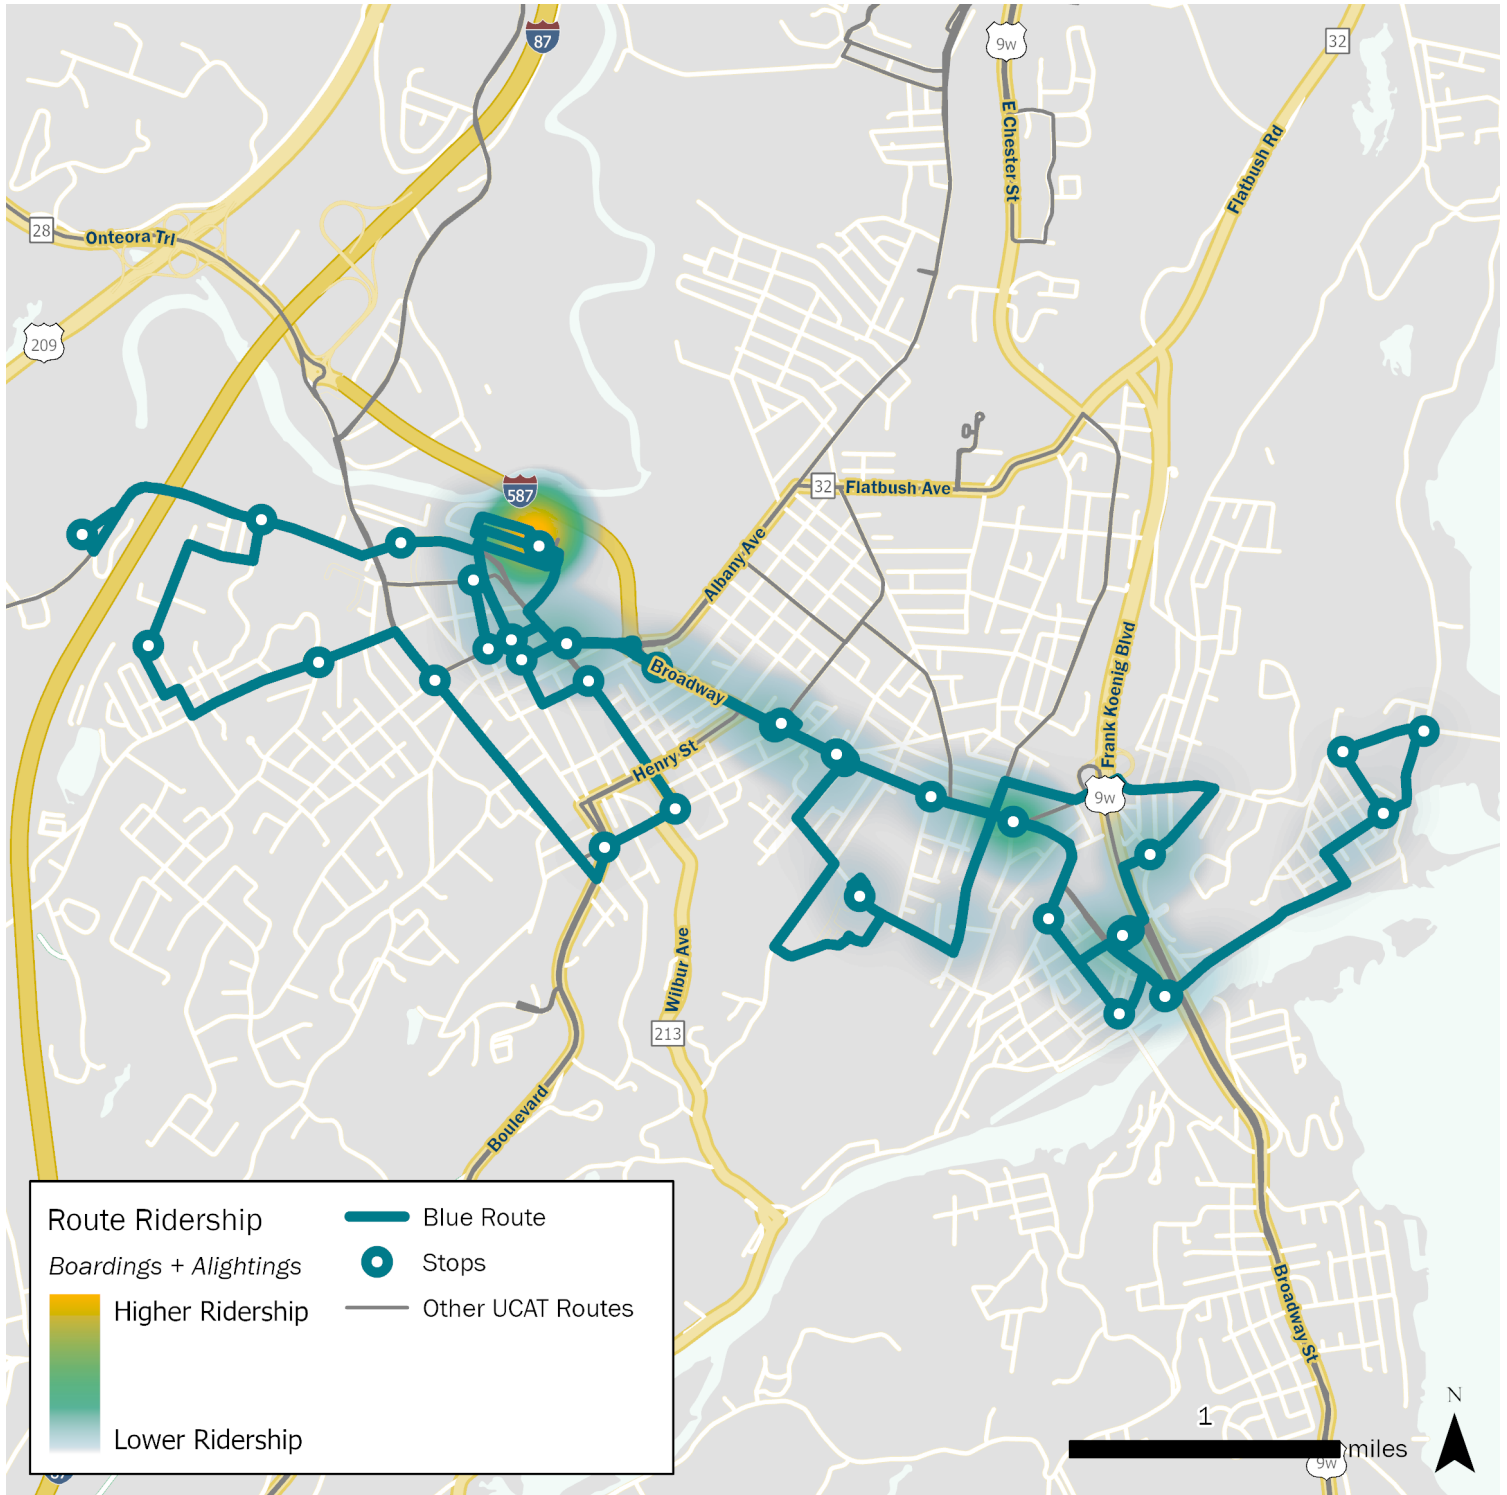 87
9w
32
E Chester St
Flatbush Rd
28
Onteora Trl
209
587
32
Flatbush Ave
Albany Ave
Broadway
Frank Koenig Blvd
Henry St
9w
Wilbur Ave
213
Boulevard
Broadway St
Route Ridership
Boardings + Alightings
Higher Ridership
Lower Ridership
Blue Route
Stops
Other UCAT Routes
1
miles
N
9w